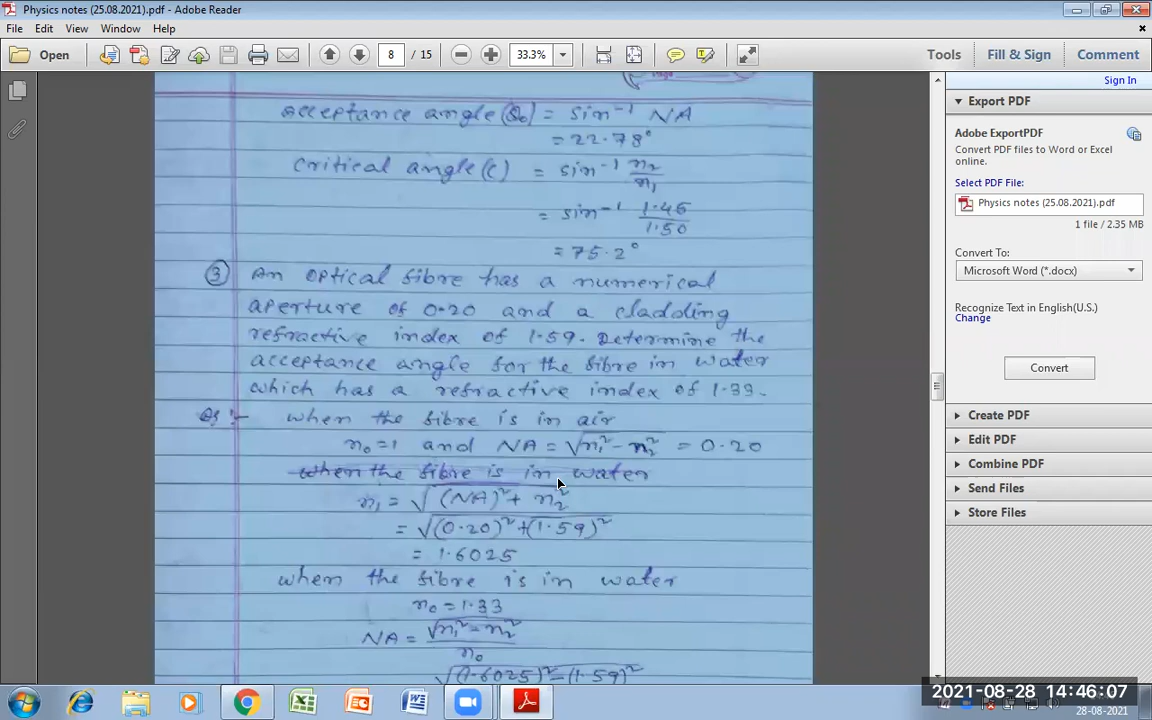 Physics notes (25.08.2021).pdf - Adobe Reader
File Edit View Window Help
Open 8 / 15 33.3% Tools Fill & Sign Comment
Sign In
Export PDF
Adobe ExportPDF
Convert PDF files to Word or Excel online.
Select PDF File:
Physics notes (25.08.2021).pdf
1 file / 2.35 MB
Convert To:
Microsoft Word (*.docx)
Recognize Text in English(U.S.)
Change
Convert
Create PDF
Edit PDF
Combine PDF
Send Files
Store Files
acceptance angle(θ₀) = sin⁻¹ NA
= 22.78°
Critical angle(C) = sin⁻¹ n₂/n₁
= sin⁻¹ 1.45/1.50
= 75.2°
③ An optical fibre has a numerical
aperture of 0.20 and a cladding
refractive index of 1.59. Determine the
acceptance angle for the fibre in water
which has a refractive index of 1.33.
when the fibre is in air
n₀=1 and NA = √n₁² - n₂² = 0.20
when the fibre is in water
n₁ = √(NA)² + n₂²
= √(0.20)² + (1.59)²
= 1.6025
when the fibre is in water
n₀ = 1.33
NA = √n₁² - n₂² / n₀
√(1.6025)² - (1.59)²
2021-08-28 14:46:07
28-08-2021